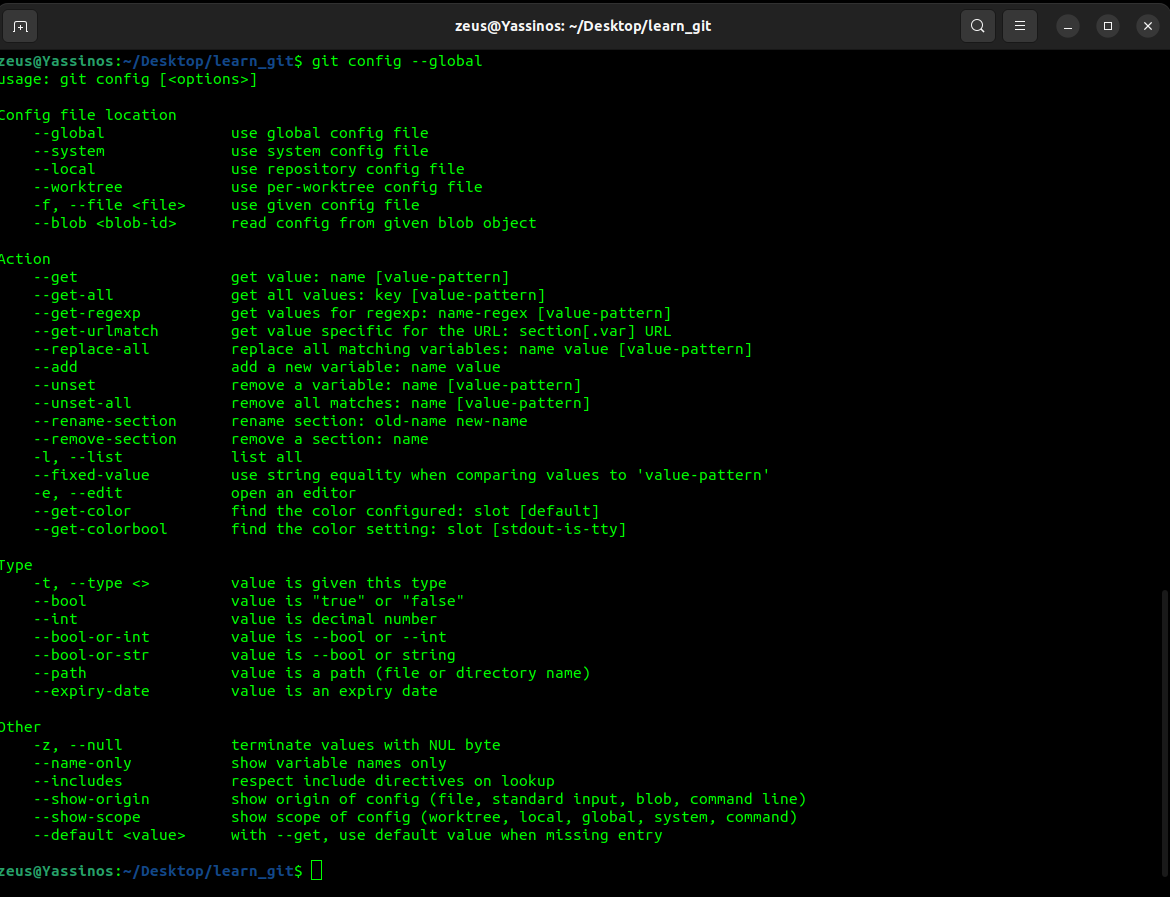 zeus@Yassinos: ~/Desktop/learn_git
zeus@Yassinos:~/Desktop/learn_git$ git config --global
usage: git config [<options>]

Config file location
    --global              use global config file
    --system              use system config file
    --local               use repository config file
    --worktree            use per-worktree config file
    -f, --file <file>     use given config file
    --blob <blob-id>      read config from given blob object

Action
    --get                 get value: name [value-pattern]
    --get-all             get all values: key [value-pattern]
    --get-regexp          get values for regexp: name-regex [value-pattern]
    --get-urlmatch        get value specific for the URL: section[.var] URL
    --replace-all         replace all matching variables: name value [value-pattern]
    --add                 add a new variable: name value
    --unset               remove a variable: name [value-pattern]
    --unset-all           remove all matches: name [value-pattern]
    --rename-section      rename section: old-name new-name
    --remove-section      remove a section: name
    -l, --list            list all
    --fixed-value         use string equality when comparing values to 'value-pattern'
    -e, --edit            open an editor
    --get-color           find the color configured: slot [default]
    --get-colorbool       find the color setting: slot [stdout-is-tty]

Type
    -t, --type <>         value is given this type
    --bool                value is "true" or "false"
    --int                 value is decimal number
    --bool-or-int         value is --bool or --int
    --bool-or-str         value is --bool or string
    --path                value is a path (file or directory name)
    --expiry-date         value is an expiry date

Other
    -z, --null            terminate values with NUL byte
    --name-only           show variable names only
    --includes            respect include directives on lookup
    --show-origin         show origin of config (file, standard input, blob, command line)
    --show-scope          show scope of config (worktree, local, global, system, command)
    --default <value>     with --get, use default value when missing entry

zeus@Yassinos:~/Desktop/learn_git$